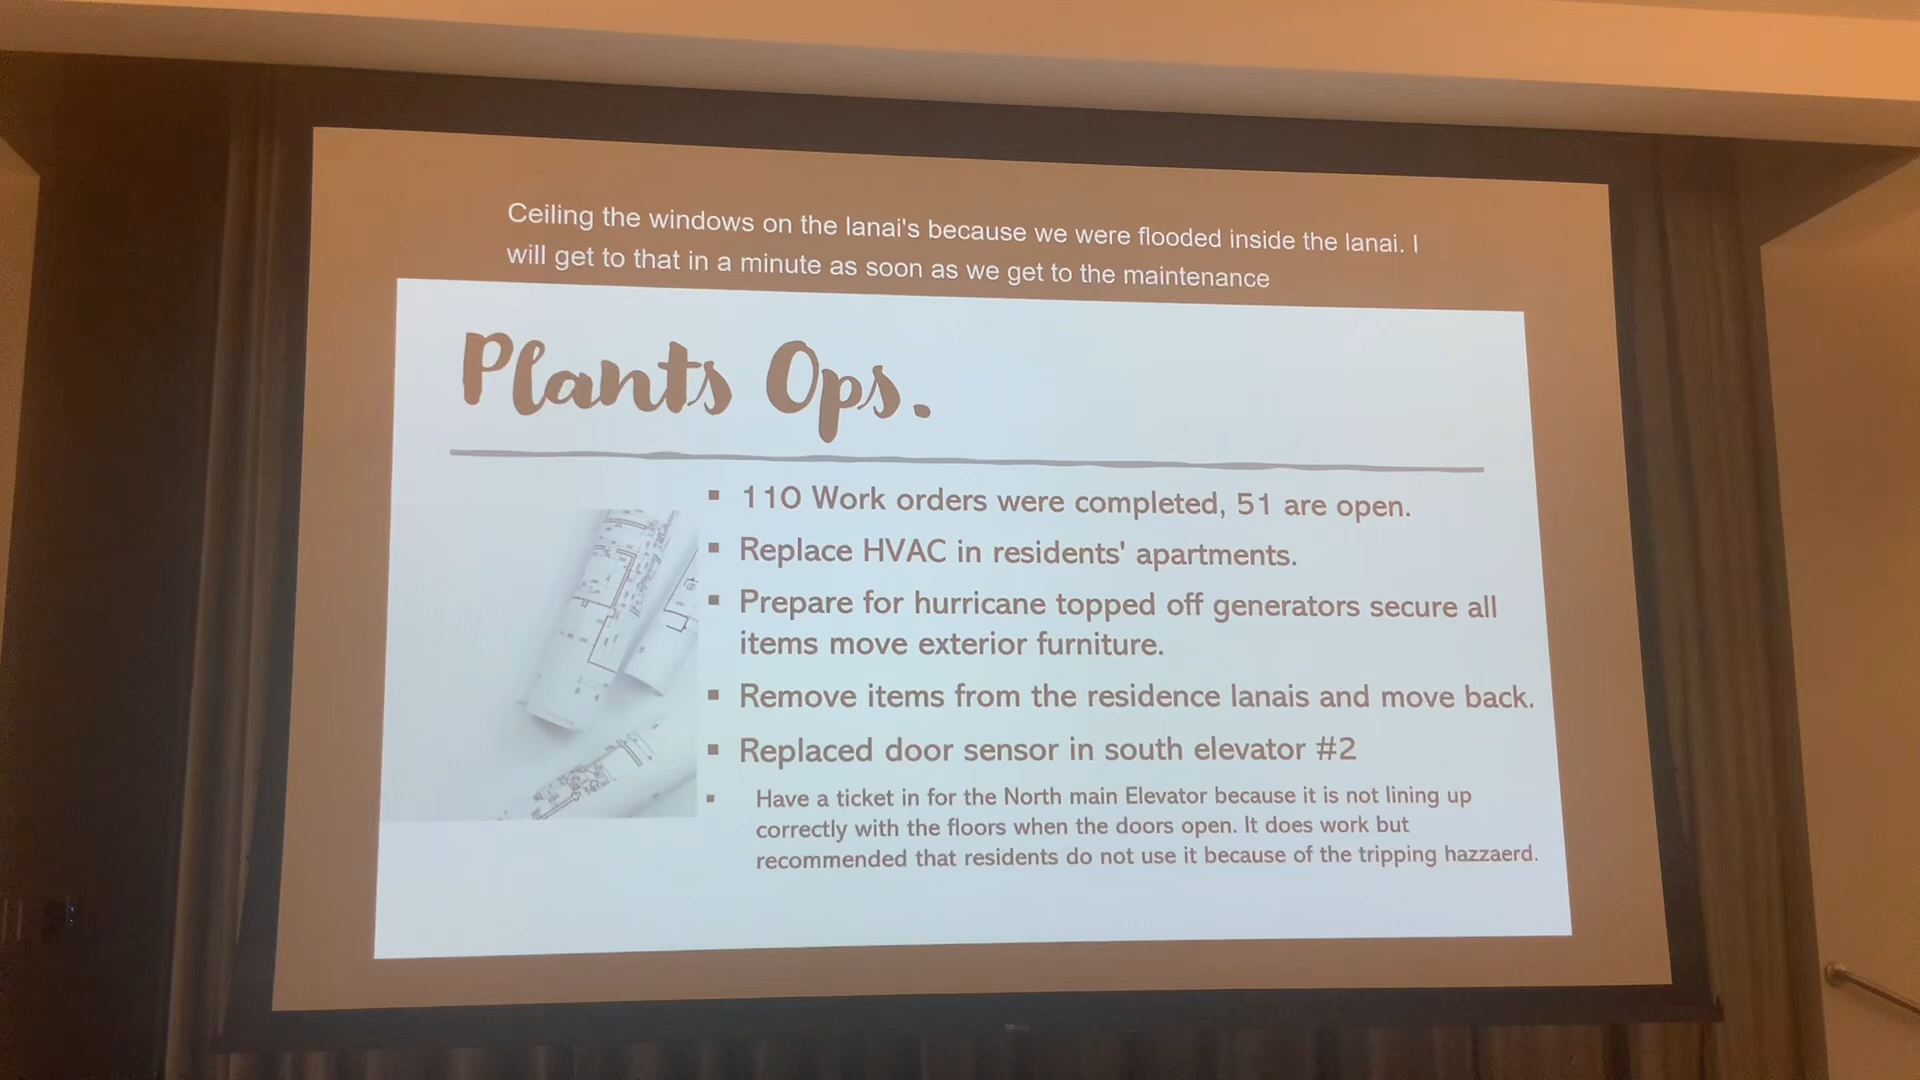 Ceiling the windows on the lanai's because we were flooded inside the lanai. I
will get to that in a minute as soon as we get to the maintenance
Plants Ops.
▪ 110 Work orders were completed, 51 are open.
▪ Replace HVAC in residents' apartments.
▪ Prepare for hurricane topped off generators secure all
items move exterior furniture.
▪ Remove items from the residence lanais and move back.
▪ Replaced door sensor in south elevator #2
▪ Have a ticket in for the North main Elevator because it is not lining up
correctly with the floors when the doors open. It does work but
recommended that residents do not use it because of the tripping hazzaerd.